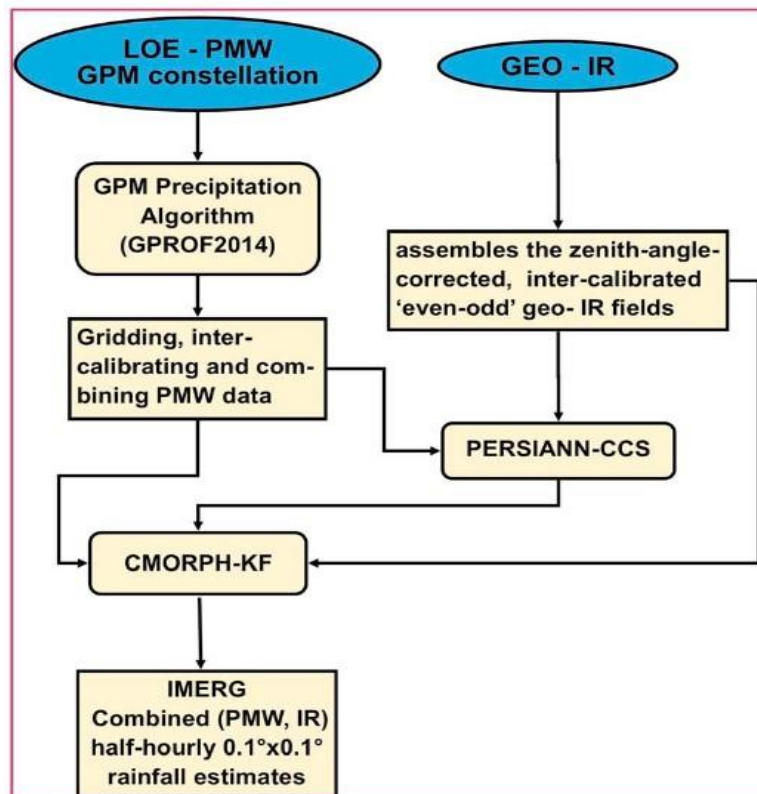 LOE - PMW
GPM constellation
GEO - IR
GPM Precipitation
Algorithm
(GPROF2014)
assembles the zenith-angle-
corrected, inter-calibrated
‘even-odd’ geo- IR fields
Gridding, inter-
calibrating and com-
bining PMW data
PERSIANN-CCS
CMORPH-KF
IMERG
Combined (PMW, IR)
half-hourly 0.1°x0.1°
rainfall estimates